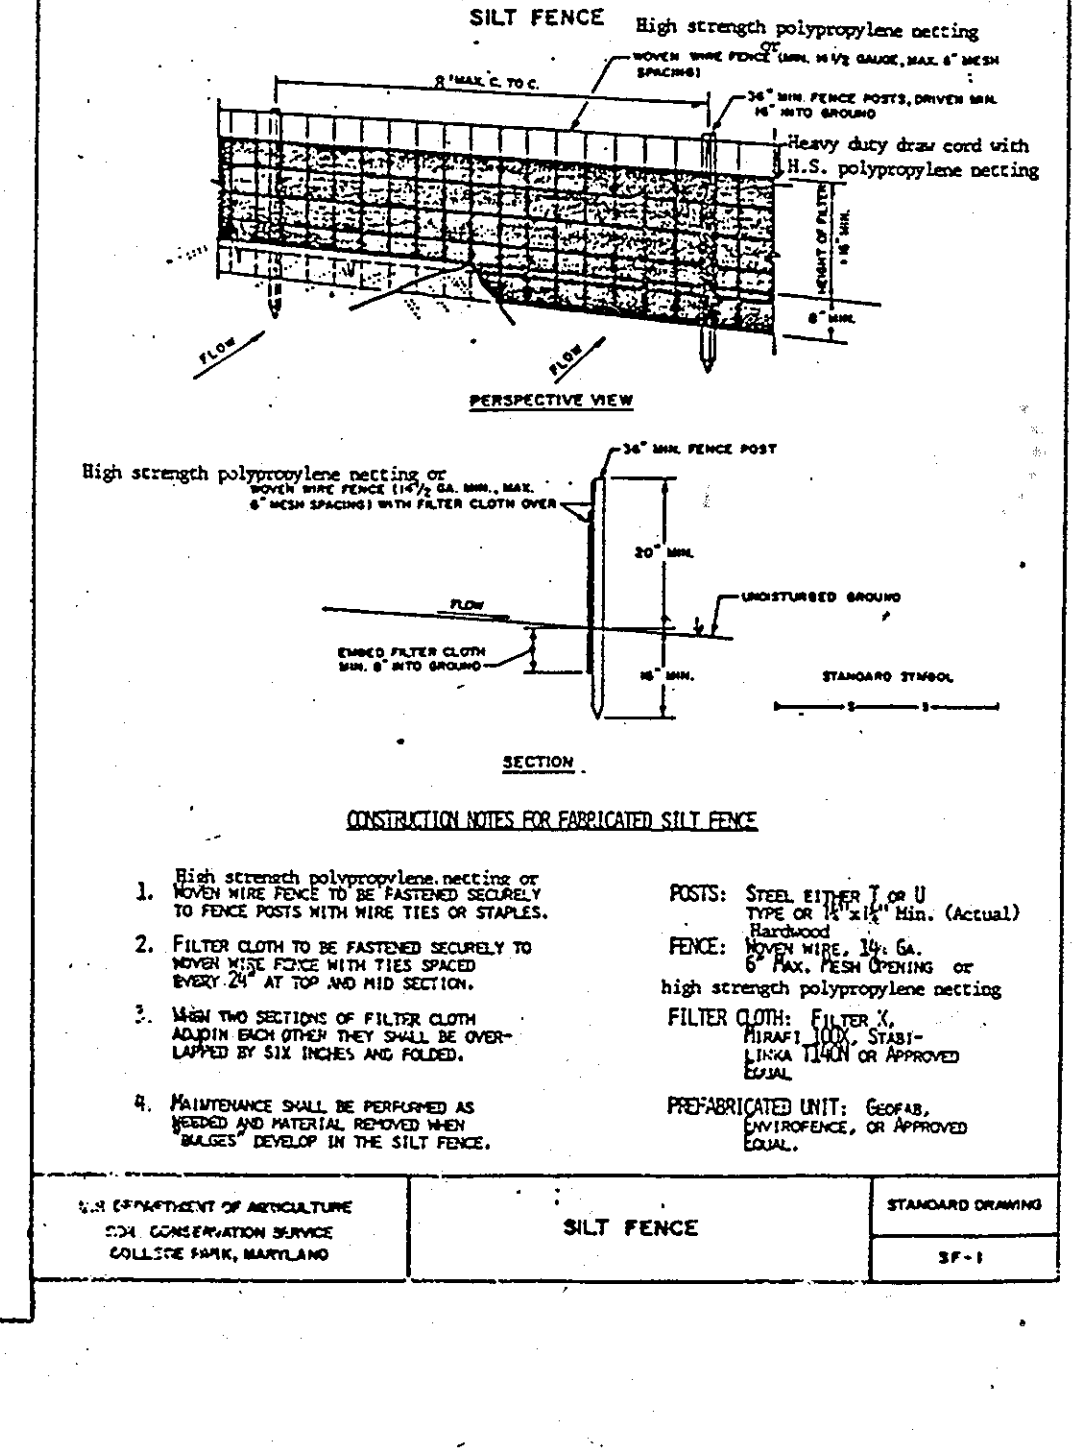 SILT FENCE
High strength polypropylene netting
or
WOVEN WIRE FENCE (MIN. 14 1/2 GAUGE, MAX. 6" MESH
SPACING)
8' MAX. C. TO C.
36" MIN. FENCE POSTS, DRIVEN MIN.
16" INTO GROUND
Heavy duty draw cord with
H.S. polypropylene netting
HEIGHT OF FILTER
= 16" MIN.
8" MIN.
FLOW
FLOW
PERSPECTIVE VIEW
36" MIN. FENCE POST
High strength polypropylene netting or
WOVEN WIRE FENCE (14 1/2 GA. MIN., MAX.
6" MESH SPACING) WITH FILTER CLOTH OVER
20" MIN.
UNDISTURBED GROUND
FLOW
EMBED FILTER CLOTH
MIN. 8" INTO GROUND
16" MIN.
STANDARD SYMBOL
S S
SECTION
CONSTRUCTION NOTES FOR FABRICATED SILT FENCE
High strength polypropylene netting or
1. WOVEN WIRE FENCE TO BE FASTENED SECURELY
TO FENCE POSTS WITH WIRE TIES OR STAPLES.
2. FILTER CLOTH TO BE FASTENED SECURELY TO
WOVEN WIRE FENCE WITH TIES SPACED
EVERY 24" AT TOP AND MID SECTION.
3. WHEN TWO SECTIONS OF FILTER CLOTH
ADJOIN EACH OTHER THEY SHALL BE OVER-
LAPPED BY SIX INCHES AND FOLDED.
4. MAINTENANCE SHALL BE PERFORMED AS
NEEDED AND MATERIAL REMOVED WHEN
"BULGES" DEVELOP IN THE SILT FENCE.
POSTS: STEEL EITHER T OR U
TYPE OR Min. (Actual)
Hardwood
FENCE: WOVEN WIRE, GA.
6" MAX. MESH OPENING or
high strength polypropylene netting
FILTER CLOTH: FILTER X,
MIRAFI 100X, STABI-
LINKA T140N OR APPROVED
EQUAL
PREFABRICATED UNIT: GEOFAB,
ENVIROFENCE, OR APPROVED
EQUAL.
U.S. DEPARTMENT OF AGRICULTURE
SOIL CONSERVATION SERVICE
COLLEGE PARK, MARYLAND
SILT FENCE
STANDARD DRAWING
SF-1